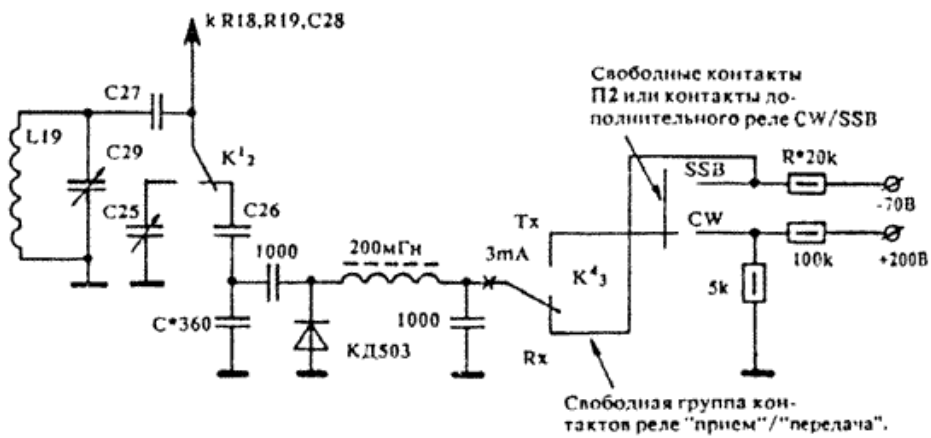 k R18,R19,C28
Свободные контакты
П2 или контакты до-
полнительного реле CW/SSB
C27
L19
C29
K¹₂
SSB
R*20k
-70В
C25
C26
Tx
CW
1000
200мГн
3mA
K⁴₃
100k
+200В
5k
C*360
КД503
1000
Rx
Свободная группа кон-
тактов реле "прием"/"передача".